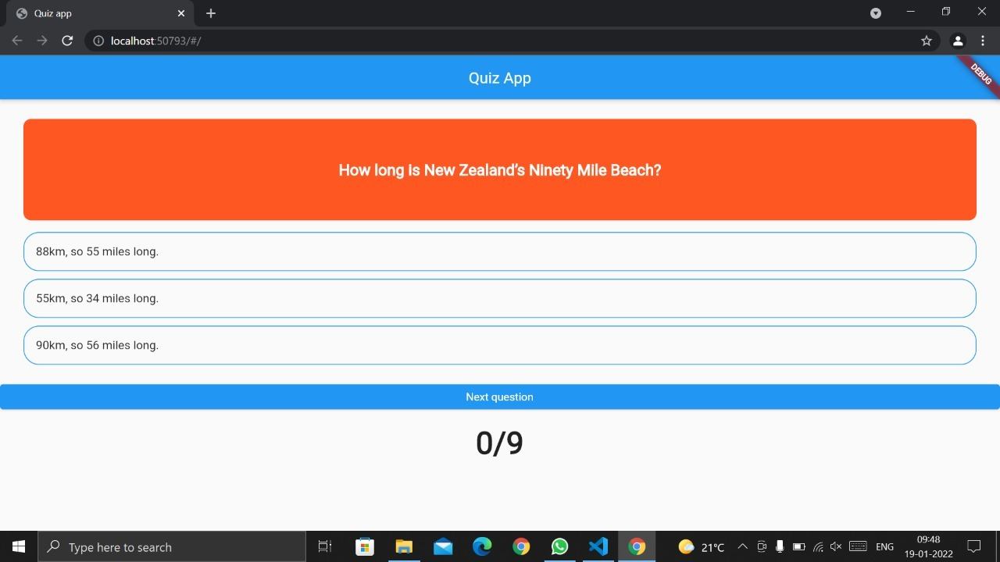 Quiz app
localhost:50793/#/
Quiz App
DEBUG
How long is New Zealand’s Ninety Mile Beach?
88km, so 55 miles long.
55km, so 34 miles long.
90km, so 56 miles long.
Next question
0/9
Type here to search
21°C
ENG
09:48
19-01-2022